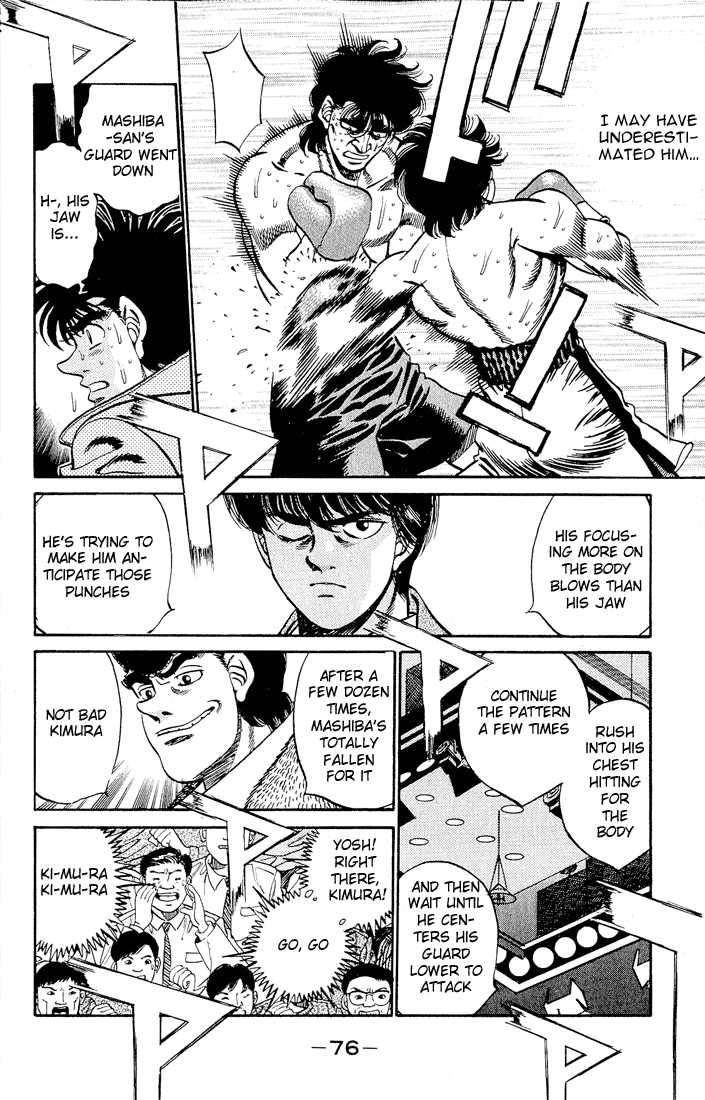 I MAY HAVE
UNDERESTI-
MATED HIM...
MASHIBA
-SAN'S
GUARD WENT
DOWN
H-, HIS
JAW
IS...
HIS FOCUS-
ING MORE ON
THE BODY
BLOWS THAN
HIS JAW
HE'S TRYING TO
MAKE HIM AN-
TICIPATE THOSE
PUNCHES
RUSH
INTO HIS
CHEST
HITTING
FOR
THE
BODY
CONTINUE
THE PATTERN
A FEW TIMES
AND THEN
WAIT UNTIL
HE CEN-
TERS HIS
GUARD
LOWER TO
ATTACK
AFTER A
FEW DOZEN
TIMES,
MASHIBA'S
TOTALLY
FALLEN
FOR IT
NOT BAD
KIMURA
YOSH!
RIGHT
THERE,
KIMURA!
GO, GO
KI-MU-RA
KI-MU-RA
—76—